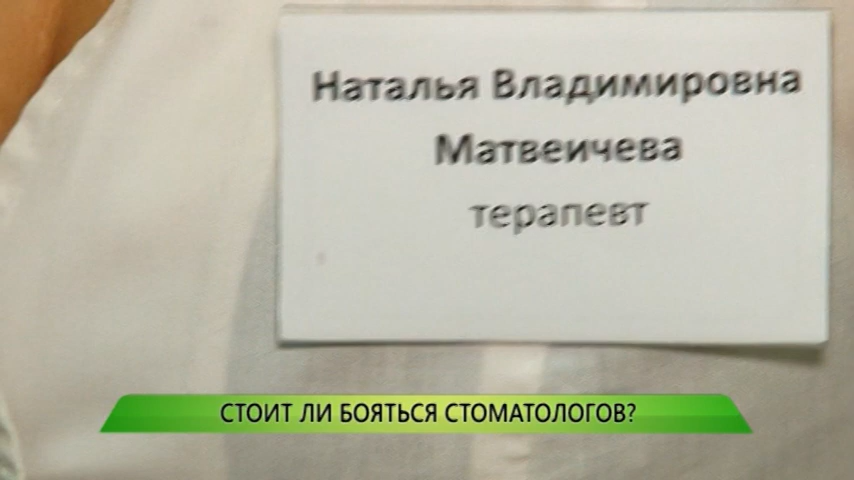 Наталья Владимировна
Матвеичева
терапевт
СТОИТ ЛИ БОЯТЬСЯ СТОМАТОЛОГОВ?